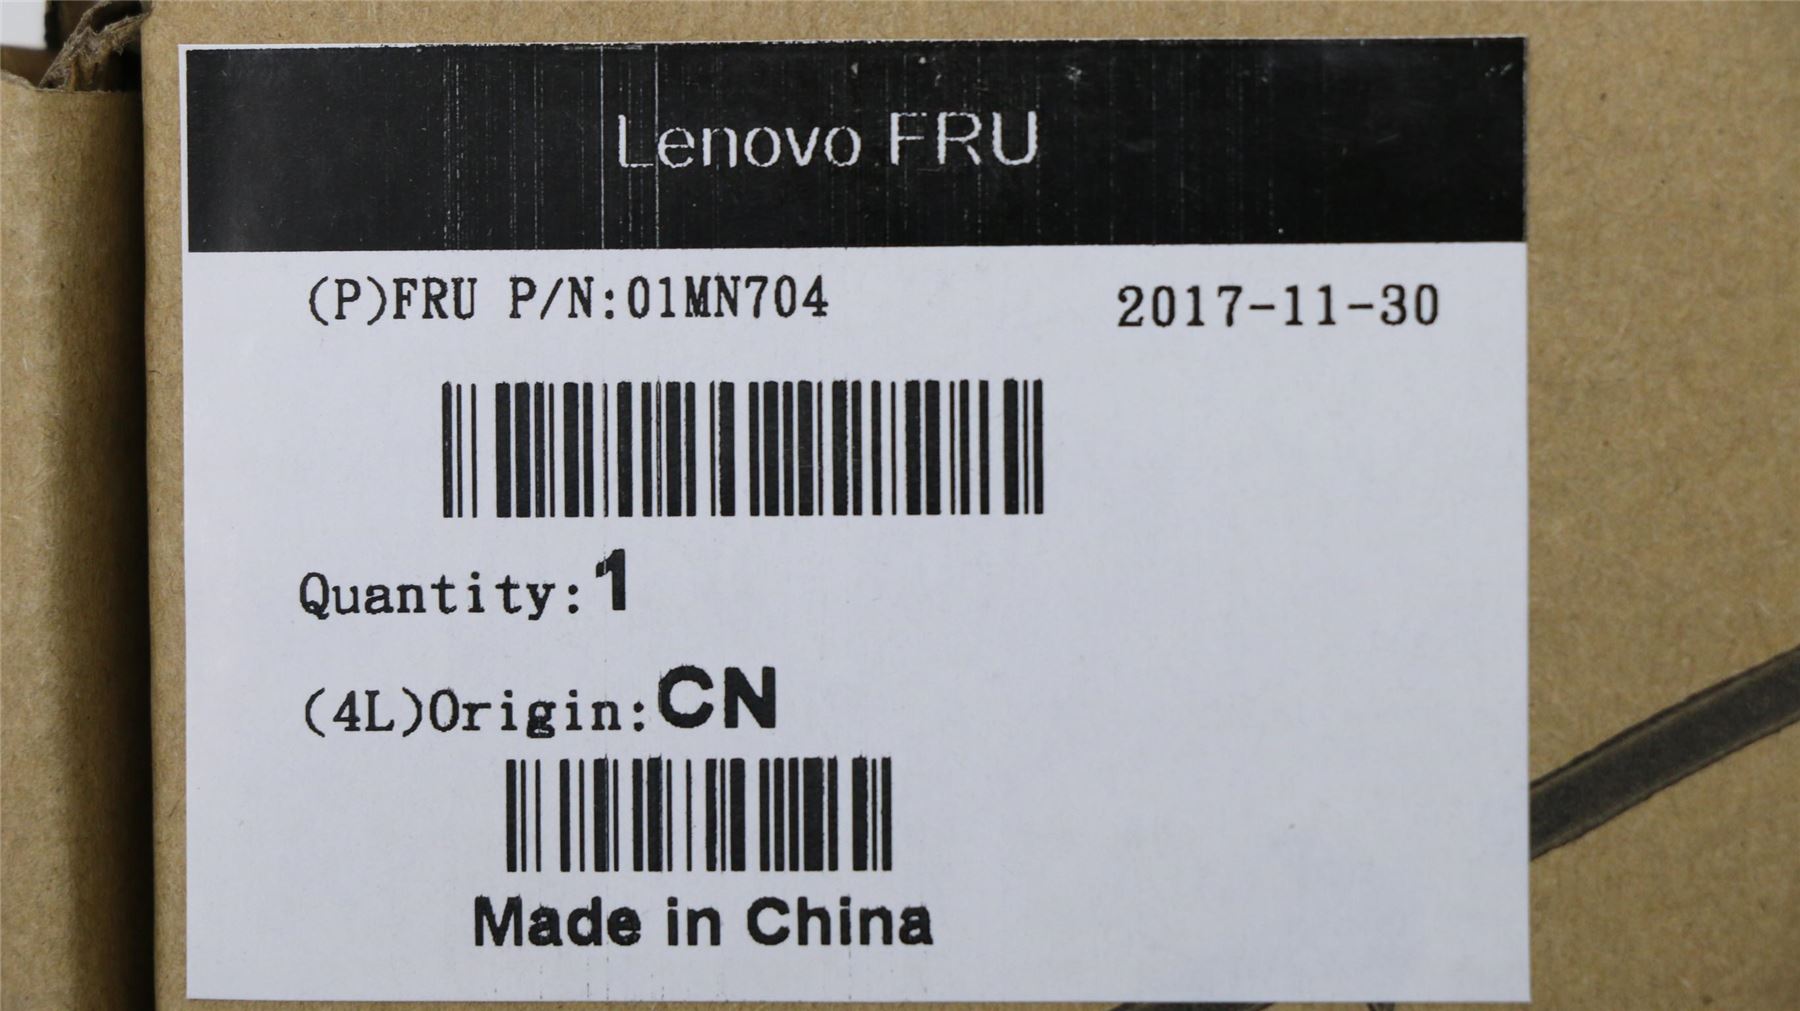 Lenovo FRU
(P)FRU P/N:01MN704 2017-11-30
Quantity:1
(4L)Origin:CN
Made in China